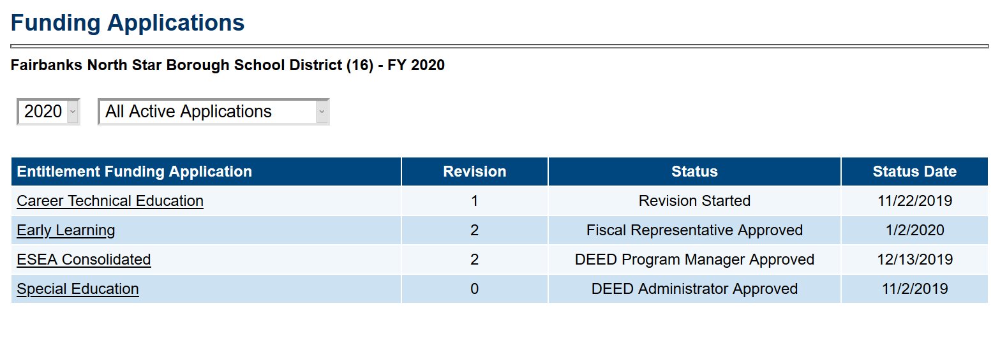 Funding Applications
Fairbanks North Star Borough School District (16) - FY 2020
2020 All Active Applications
Entitlement Funding Application Revision Status Status Date
Career Technical Education 1 Revision Started 11/22/2019
Early Learning 2 Fiscal Representative Approved 1/2/2020
ESEA Consolidated 2 DEED Program Manager Approved 12/13/2019
Special Education 0 DEED Administrator Approved 11/2/2019